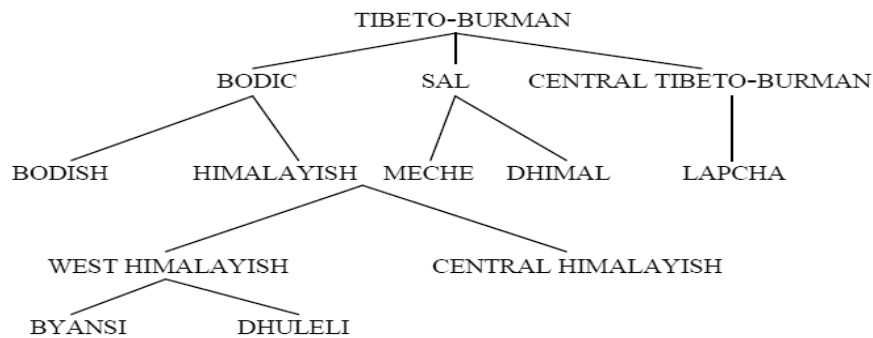 TIBETO-BURMAN
BODIC SAL CENTRAL TIBETO-BURMAN
BODISH HIMALAYISH MECHE DHIMAL LAPCHA
WEST HIMALAYISH CENTRAL HIMALAYISH
BYANSI DHULELI